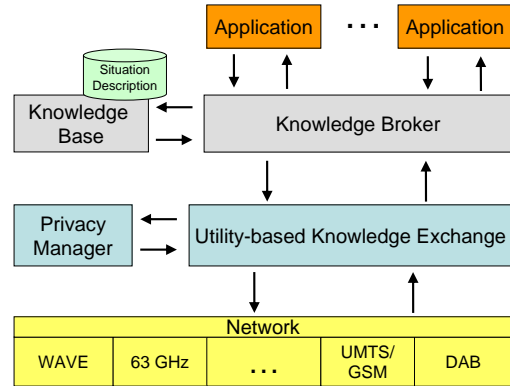 Application ... Application
Situation
Description
Knowledge
Base
Knowledge Broker
Privacy
Manager
Utility-based Knowledge Exchange
Network
WAVE
63 GHz
...
UMTS/
GSM
DAB